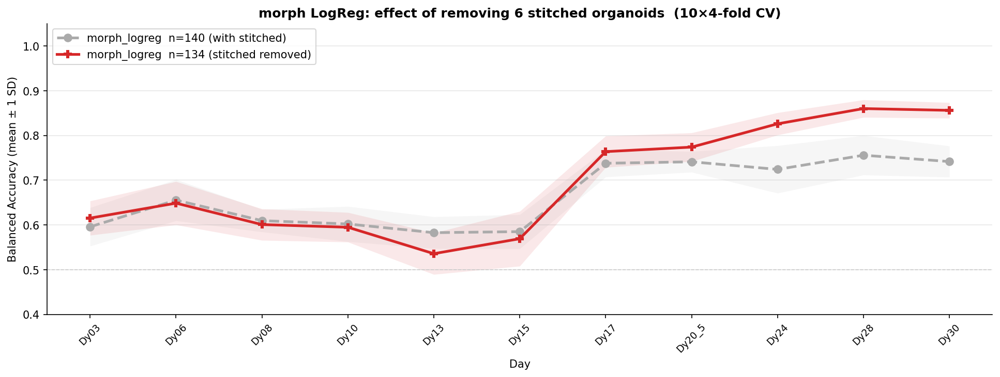 morph LogReg: effect of removing 6 stitched organoids  (10×4-fold CV)
morph_logreg  n=140 (with stitched)
morph_logreg  n=134 (stitched removed)
Balanced Accuracy (mean ± 1 SD)
1.0
0.9
0.8
0.7
0.6
0.5
0.4
Dy03
Dy06
Dy08
Dy10
Dy13
Dy15
Dy17
Dy20_5
Dy24
Dy28
Dy30
Day